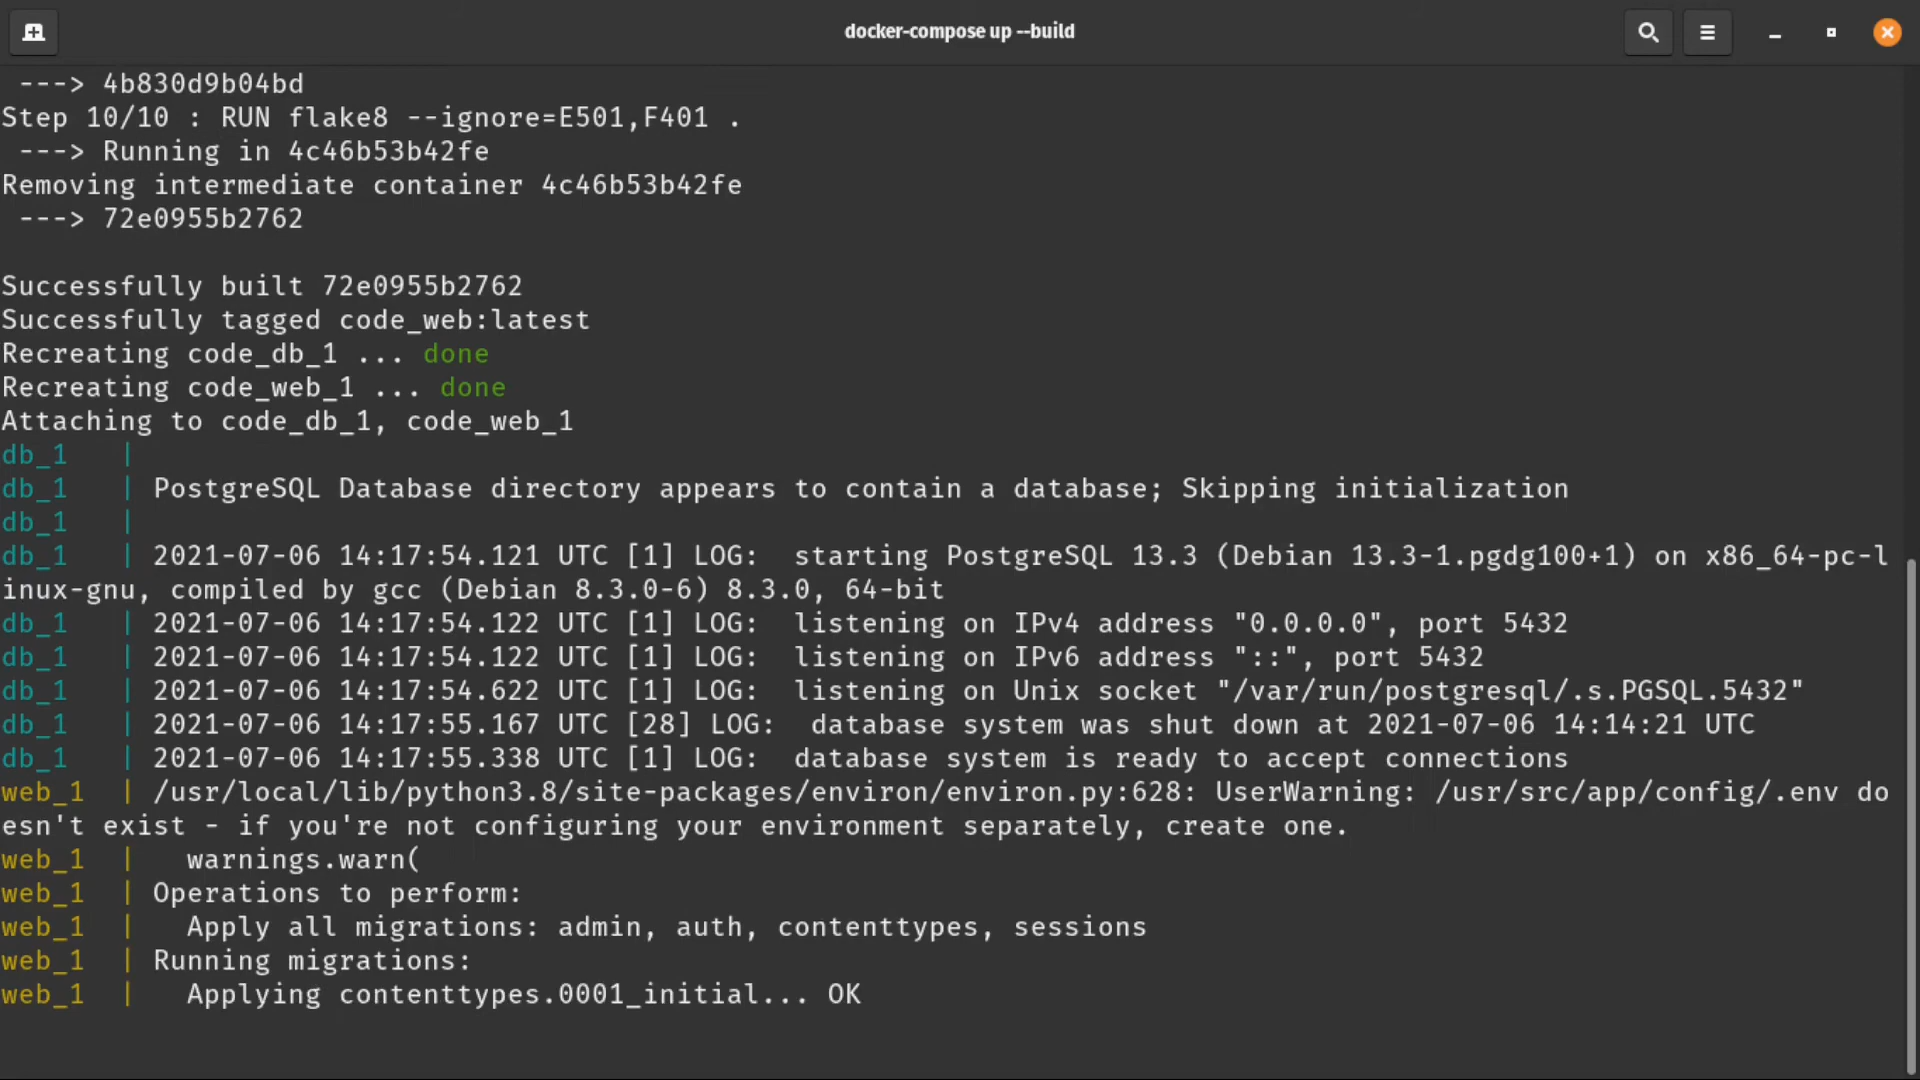 docker-compose up --build
---> 4b830d9b04bd
Step 10/10 : RUN flake8 --ignore=E501,F401 .
---> Running in 4c46b53b42fe
Removing intermediate container 4c46b53b42fe
---> 72e0955b2762
Successfully built 72e0955b2762
Successfully tagged code_web:latest
Recreating code_db_1 ... done
Recreating code_web_1 ... done
Attaching to code_db_1, code_web_1
db_1   |
db_1   | PostgreSQL Database directory appears to contain a database; Skipping initialization
db_1   |
db_1   | 2021-07-06 14:17:54.121 UTC [1] LOG:  starting PostgreSQL 13.3 (Debian 13.3-1.pgdg100+1) on x86_64-pc-l
inux-gnu, compiled by gcc (Debian 8.3.0-6) 8.3.0, 64-bit
db_1   | 2021-07-06 14:17:54.122 UTC [1] LOG:  listening on IPv4 address "0.0.0.0", port 5432
db_1   | 2021-07-06 14:17:54.122 UTC [1] LOG:  listening on IPv6 address "::", port 5432
db_1   | 2021-07-06 14:17:54.622 UTC [1] LOG:  listening on Unix socket "/var/run/postgresql/.s.PGSQL.5432"
db_1   | 2021-07-06 14:17:55.167 UTC [28] LOG:  database system was shut down at 2021-07-06 14:14:21 UTC
db_1   | 2021-07-06 14:17:55.338 UTC [1] LOG:  database system is ready to accept connections
web_1  | /usr/local/lib/python3.8/site-packages/environ/environ.py:628: UserWarning: /usr/src/app/config/.env do
esn't exist - if you're not configuring your environment separately, create one.
web_1  |   warnings.warn(
web_1  | Operations to perform:
web_1  |   Apply all migrations: admin, auth, contenttypes, sessions
web_1  | Running migrations:
web_1  |   Applying contenttypes.0001_initial... OK